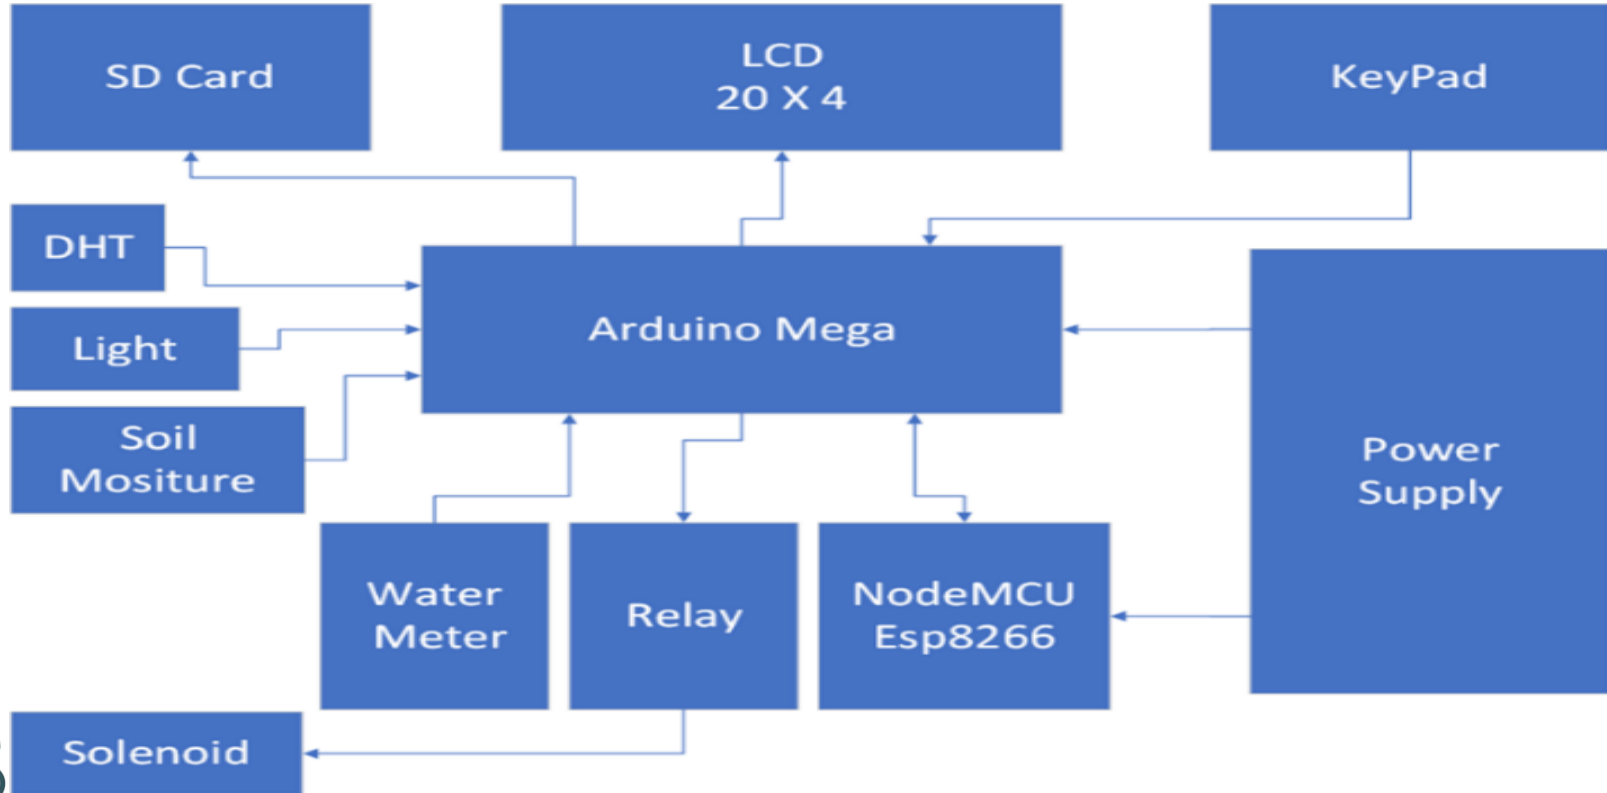 SD Card
LCD
20 X 4
KeyPad
DHT
Light
Soil
Mositure
Arduino Mega
Power
Supply
Water
Meter
Relay
NodeMCU
Esp8266
Solenoid